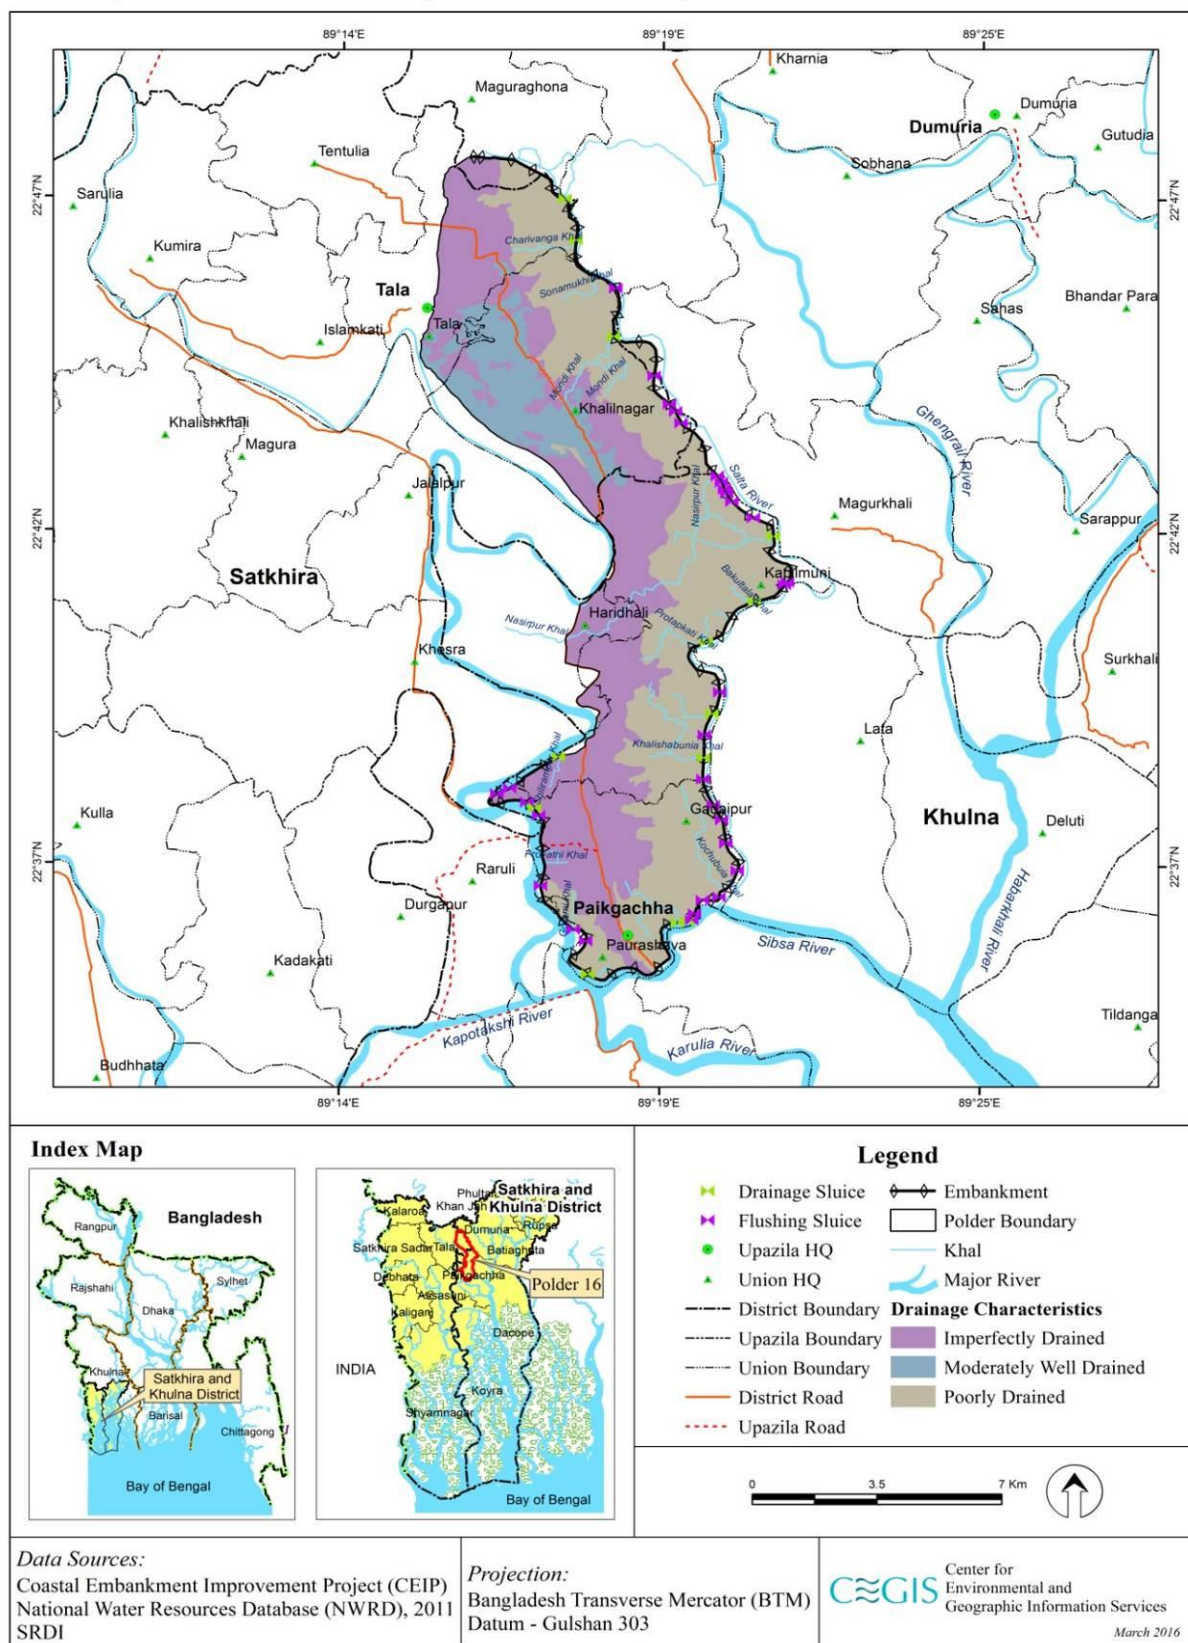 89°14'E
89°19'E
89°25'E
Kharnia
Maguraghona
Dumuria
Dumuria
Gutudia
Tentulia
Sobhana
22°47'N
22°47'N
Sarulia
Charivanga Khal
Kumira
Sonamukhi Khal
Tala
Bhandar Para
Sahas
Islamkati
Tala
Mondi Khal
Mondi Khal
Khalilnagar
Ghengrail River
Khalishkhali
Magura
Salta River
Nasirpur Khal
Jalalpur
Magurkhali
Sarappur
22°42'N
22°42'N
Satkhira
Kapilmuni
Bakultala Khal
Haridhali
Protapkati Khal
Nasirpur Khal
Khesra
Surkhali
Lata
Khalishabunia Khal
Kulla
Gadaipur
Khulna
Deluti
22°37'N
22°37'N
Kochubunia Khal
Raruli
Paikgachha
Durgapur
Paurashava
Sibsa River
Habarkhali River
Kadakati
Tildanga
Kapotakshi River
Karulia River
Budhhata
89°14'E
89°19'E
89°25'E
Index Map
Bangladesh
Rangpur
Rajshahi
Sylhet
Dhaka
Khulna
Satkhira and
Khulna District
Barisal
Chittagong
Bay of Bengal
Satkhira and
Khulna District
Kalaroa
Khan Jah
Dumuria
Rupsa
Satkhira Sadar
Tala
Batiaghata
Debhata
Paikgachha
Polder 16
Assasuni
Kaliganj
Dacope
INDIA
Koyra
Shyamnagar
Bay of Bengal
Legend
Drainage Sluice
Embankment
Flushing Sluice
Polder Boundary
Upazila HQ
Khal
Union HQ
Major River
District Boundary
Drainage Characteristics
Upazila Boundary
Imperfectly Drained
Union Boundary
Moderately Well Drained
District Road
Poorly Drained
Upazila Road
0 3.5 7 Km
Data Sources:
Coastal Embankment Improvement Project (CEIP)
National Water Resources Database (NWRD), 2011
SRDI
Projection:
Bangladesh Transverse Mercator (BTM)
Datum - Gulshan 303
CEGIS
Center for
Environmental and
Geographic Information Services
March 2016